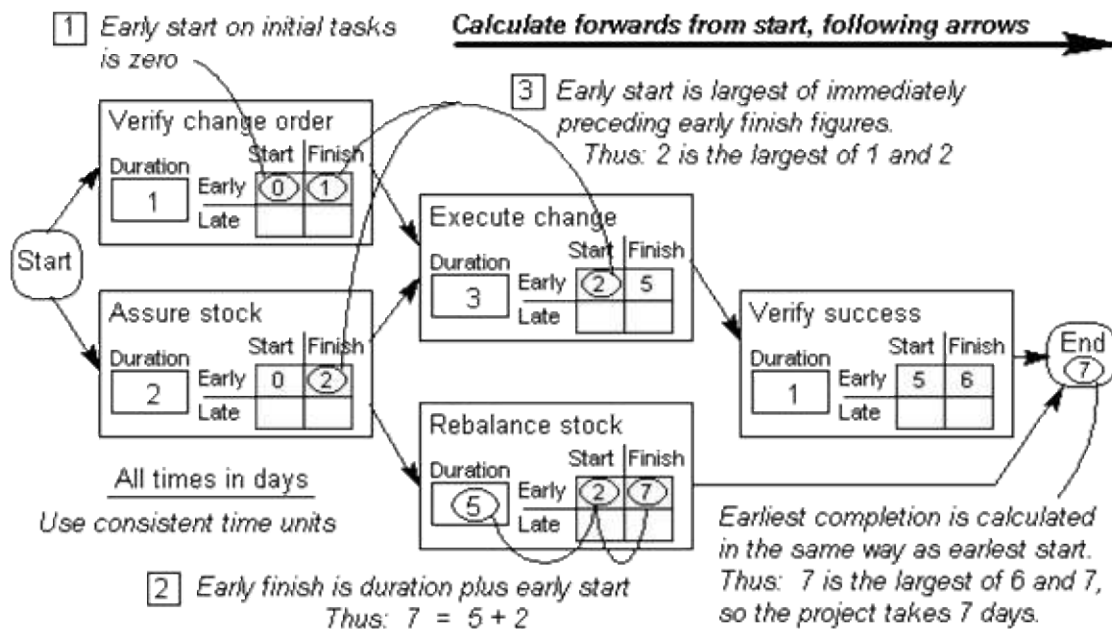 1 Early start on initial tasks
is zero
Calculate forwards from start, following arrows
3 Early start is largest of immediately
preceding early finish figures.
Thus: 2 is the largest of 1 and 2
Start
Verify change order
Start Finish
Duration
1
Early 0 1
Late
Assure stock
Start Finish
Duration
2
Early 0 2
Late
Execute change
Start Finish
Duration
3
Early 2 5
Late
Rebalance stock
Start Finish
Duration
5
Early 2 7
Late
Verify success
Start Finish
Duration
1
Early 5 6
Late
End
7
All times in days
Use consistent time units
2 Early finish is duration plus early start
Thus: 7 = 5 + 2
Earliest completion is calculated
in the same way as earlest start.
Thus: 7 is the largest of 6 and 7,
so the project takes 7 days.